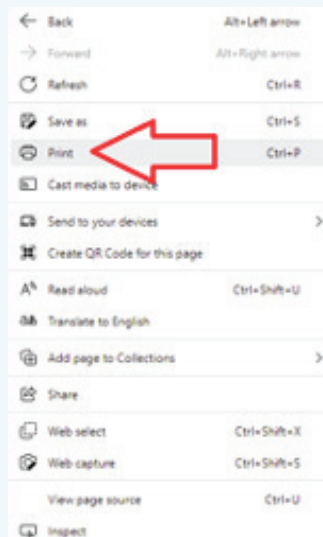 Back Alt+Left arrow
Forward Alt+Right arrow
Refresh Ctrl+R
Save as Ctrl+S
Print Ctrl+P
Cast media to device
Send to your devices
Create QR Code for this page
Read aloud Ctrl+Shift+U
Translate to English
Add page to Collections
Share
Web select Ctrl+Shift+X
Web capture Ctrl+Shift+S
View page source Ctrl+U
Inspect